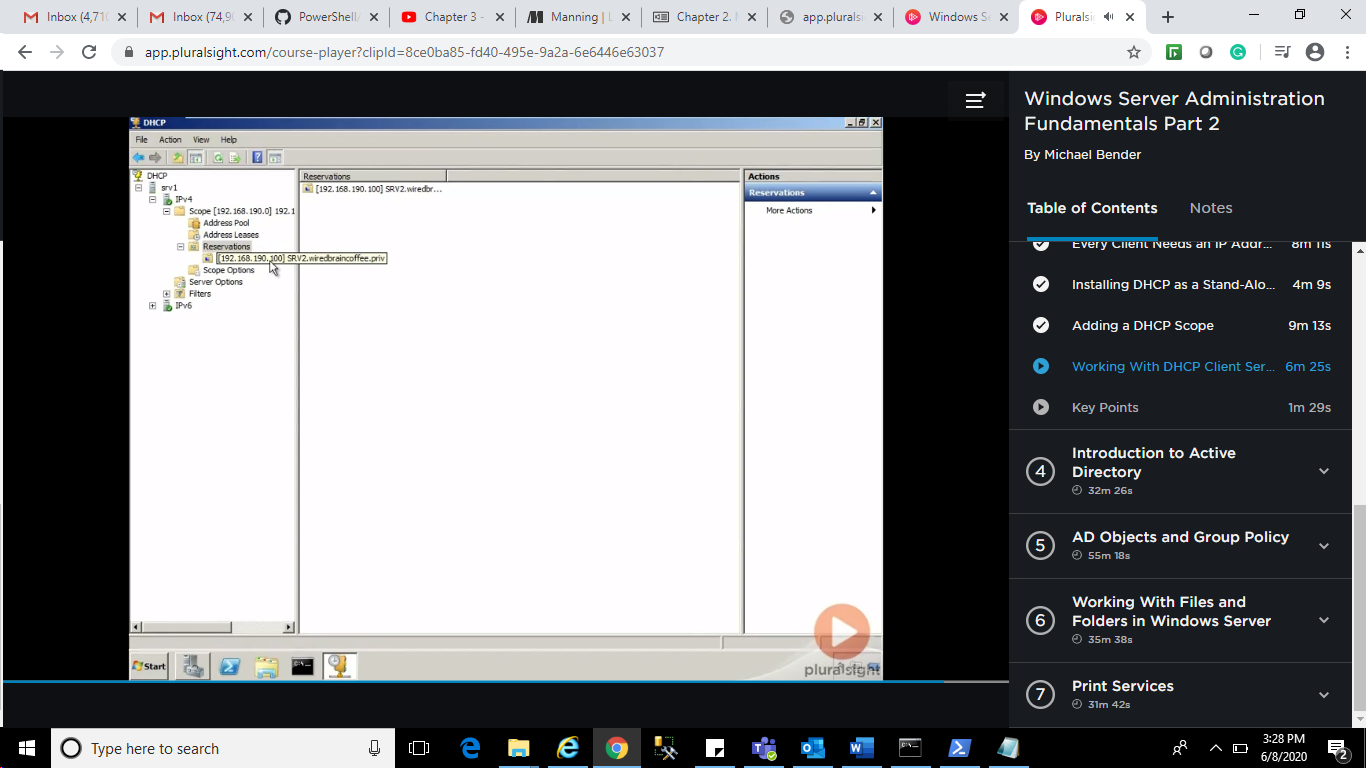 Inbox (4,71
Inbox (74,9
PowerShell/
Chapter 3 -
Manning | L
Chapter 2.
app.plurals
Windows Se
Plurals
app.pluralsight.com/course-player?clipId=8ce0ba85-fd40-495e-9a2a-6e6446e63037
DHCP
File Action View Help
DHCP
srv1
IPv4
Scope [192.168.190.0] 192.1
Address Pool
Address Leases
Reservations
[192.168.190.100] SRV2.wiredbraincoffee.priv
Scope Options
Server Options
Filters
IPv6
Reservations
[192.168.190.100] SRV2.wiredbr...
Actions
Reservations
More Actions
Start
pluralsight
Windows Server Administration
Fundamentals Part 2
By Michael Bender
Table of Contents
Notes
Every Client Needs an IP Addr... 8m 11s
Installing DHCP as a Stand-Alo... 4m 9s
Adding a DHCP Scope 9m 13s
Working With DHCP Client Ser... 6m 25s
Key Points 1m 29s
4
Introduction to Active
Directory
32m 26s
5
AD Objects and Group Policy
55m 18s
6
Working With Files and
Folders in Windows Server
35m 38s
7
Print Services
31m 42s
Type here to search
3:28 PM
6/8/2020
2